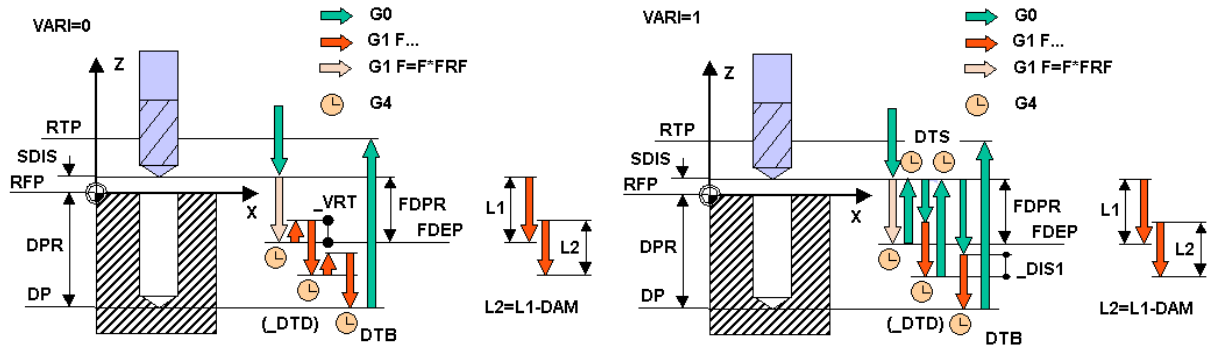 VARI=0
G0
G1 F...
G1 F=F*FRF
G4
Z
RTP
SDIS
RFP
X
_VRT
FDPR
FDEP
DPR
DP
(_DTD)
DTB
L1
L2
L2=L1-DAM
VARI=1
G0
G1 F...
G1 F=F*FRF
G4
Z
RTP
DTS
SDIS
RFP
X
FDPR
FDEP
DPR
_DIS1
DP
(_DTD)
DTB
L1
L2
L2=L1-DAM